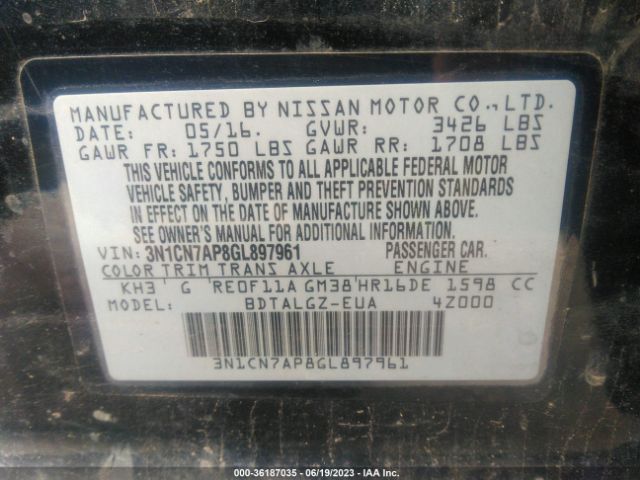 MANUFACTURED BY NISSAN MOTOR CO., LTD.
DATE: 05/16. GVWR: 3426 LBS
GAWR FR: 1750 LBS GAWR RR: 1708 LBS
THIS VEHICLE CONFORMS TO ALL APPLICABLE FEDERAL MOTOR
VEHICLE SAFETY, BUMPER AND THEFT PREVENTION STANDARDS
IN EFFECT ON THE DATE OF MANUFACTURE SHOWN ABOVE.
SEE OWNER'S MANUAL FOR ADDITIONAL INFORMATION.
VIN: 3N1CN7AP8GL897961 PASSENGER CAR.
COLOR TRIM TRANS AXLE ENGINE
KH3 G RE0F11A GM38 HR16DE 1598 CC
MODEL: BDTALGZ-EUA 4Z000
3N1CN7AP8GL897961
000-36187035 - 06/19/2023 - IAA Inc.